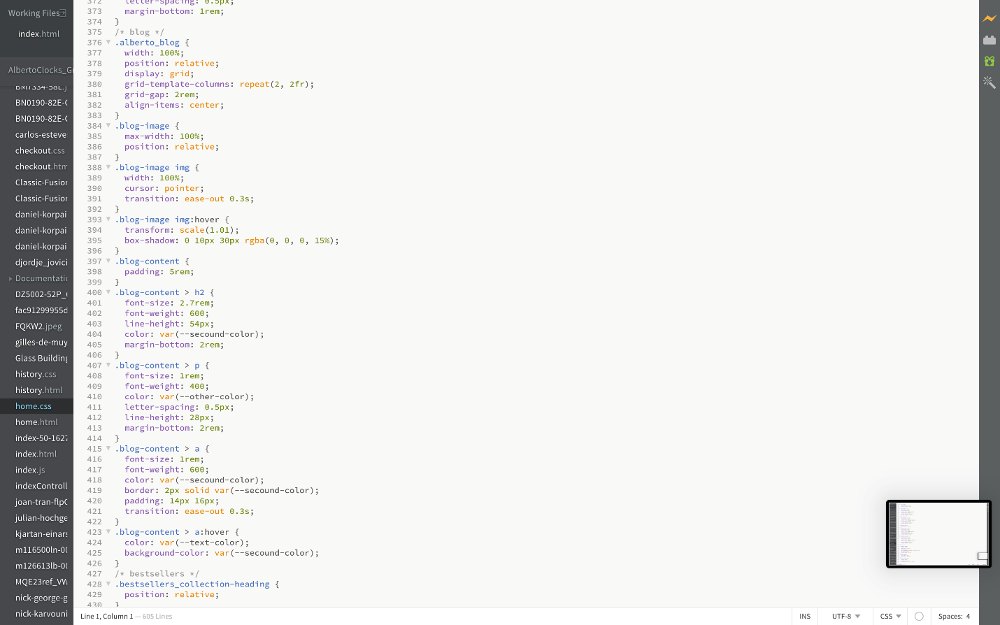 Working Files
index.html
AlbertoClocks_G
BM7334-58L.j
BN0190-82E-
BN0190-82E-
carlos-esteve
checkout.css
checkout.htm
Classic-Fusion
Classic-Fusion
daniel-korpai
daniel-korpai
daniel-korpai
djordje_jovici
Documentatio
DZ5002-52P_
fac91299955d
FQKW2.jpeg
gilles-de-muy
Glass Building
history.css
history.html
home.css
home.html
index-50-1627
index.html
index.js
indexControll
joan-tran-flp
julian-hochge
kjartan-einars
m116500ln-00
m126613lb-00
MQE23ref_VW
nick-george-g
nick-karvouni
372 letter-spacing: 0.5px;
373 margin-bottom: 1rem;
374 }
375 /* blog */
376 .alberto_blog {
377 width: 100%;
378 position: relative;
379 display: grid;
380 grid-template-columns: repeat(2, 2fr);
381 grid-gap: 2rem;
382 align-items: center;
383 }
384 .blog-image {
385 max-width: 100%;
386 position: relative;
387 }
388 .blog-image img {
389 width: 100%;
390 cursor: pointer;
391 transition: ease-out 0.3s;
392 }
393 .blog-image img:hover {
394 transform: scale(1.01);
395 box-shadow: 0 10px 30px rgba(0, 0, 0, 15%);
396 }
397 .blog-content {
398 padding: 5rem;
399 }
400 .blog-content > h2 {
401 font-size: 2.7rem;
402 font-weight: 600;
403 line-height: 54px;
404 color: var(--secound-color);
405 margin-bottom: 2rem;
406 }
407 .blog-content > p {
408 font-size: 1rem;
409 font-weight: 400;
410 color: var(--other-color);
411 letter-spacing: 0.5px;
412 line-height: 28px;
413 margin-bottom: 2rem;
414 }
415 .blog-content > a {
416 font-size: 1rem;
417 font-weight: 600;
418 color: var(--secound-color);
419 border: 2px solid var(--secound-color);
420 padding: 14px 16px;
421 transition: ease-out 0.3s;
422 }
423 .blog-content > a:hover {
424 color: var(--text-color);
425 background-color: var(--secound-color);
426 }
427 /* bestsellers */
428 .bestsellers_collection-heading {
429 position: relative;
430 }
Line 1, Column 1 — 605 Lines
INS
UTF-8
CSS
Spaces: 4